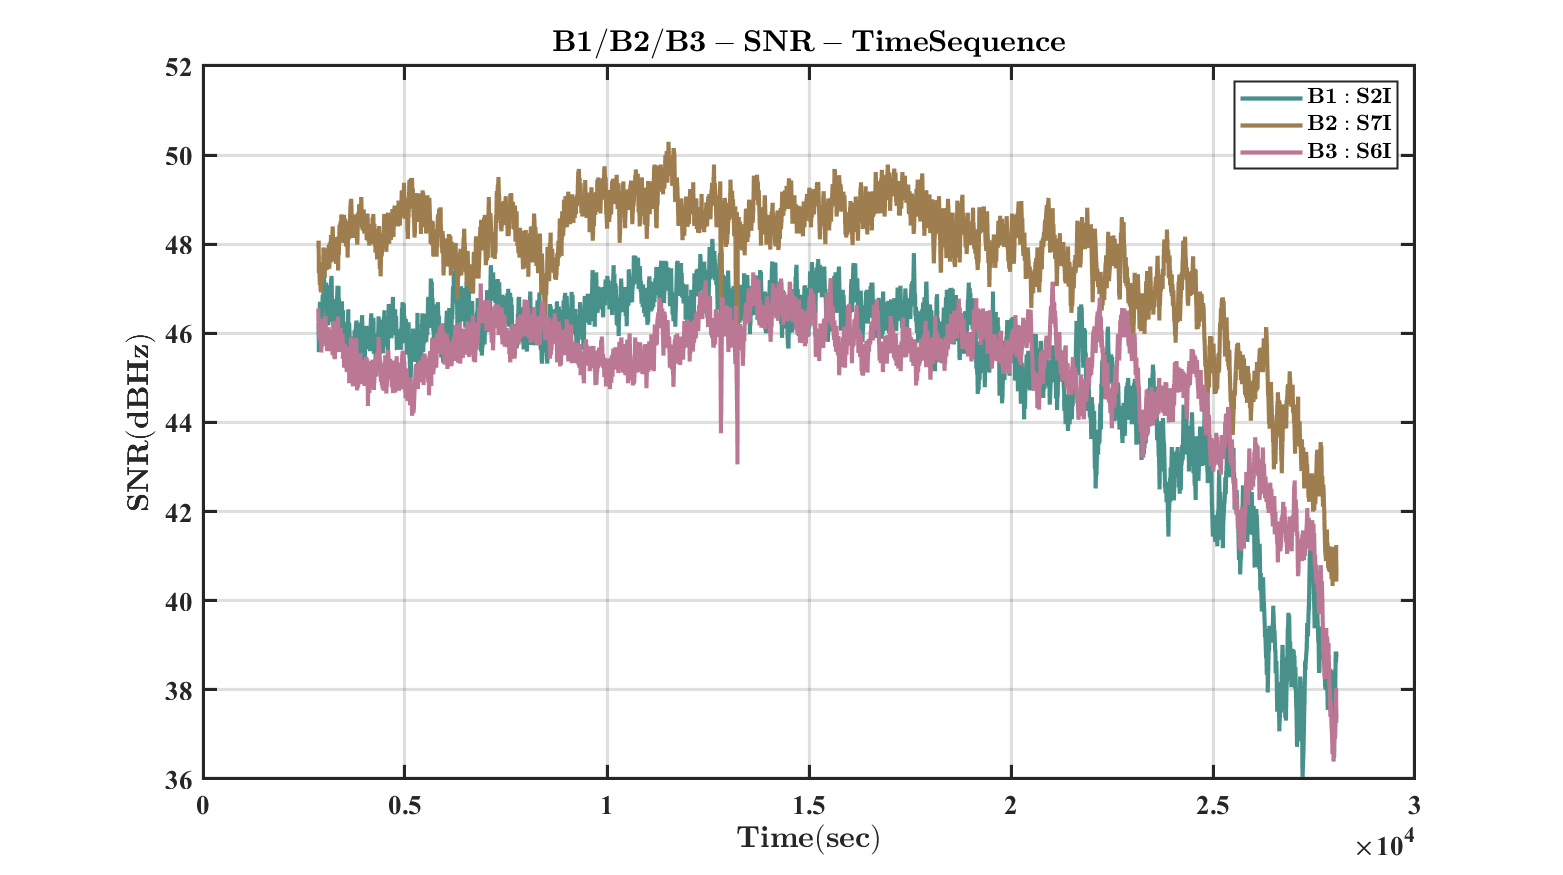 B1/B2/B3 – SNR – TimeSequence
52
50
48
46
44
42
40
38
36
SNR(dBHz)
B1 : S2I
B2 : S7I
B3 : S6I
0 0.5 1 1.5 2 2.5 3
Time(sec)
×10⁴